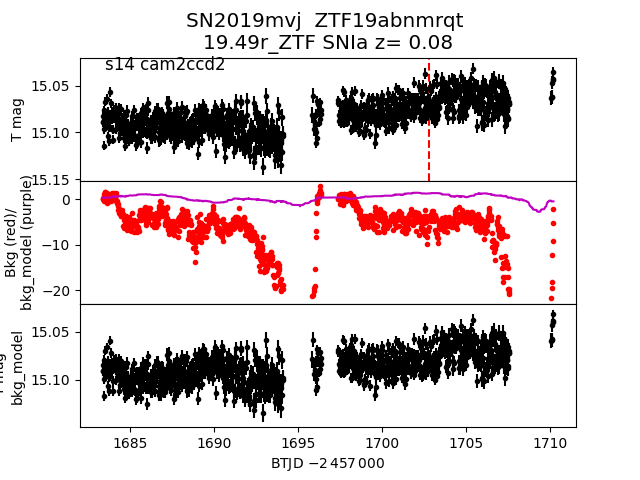 SN2019mvj ZTF19abnmrqt
19.49r_ZTF SNIa z= 0.08
s14 cam2ccd2
T mag
15.05
15.10
15.15
Bkg (red)/
bkg_model (purple)
0
−10
−20
bkg_model
15.05
15.10
1685 1690 1695 1700 1705 1710
BTJD −2 457 000